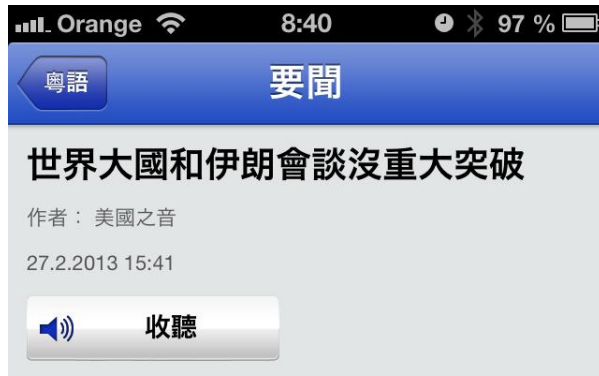 Orange 8:40 97 %
粵語 要聞
世界大國和伊朗會談沒重大突破
作者： 美國之音
27.2.2013 15:41
收聽